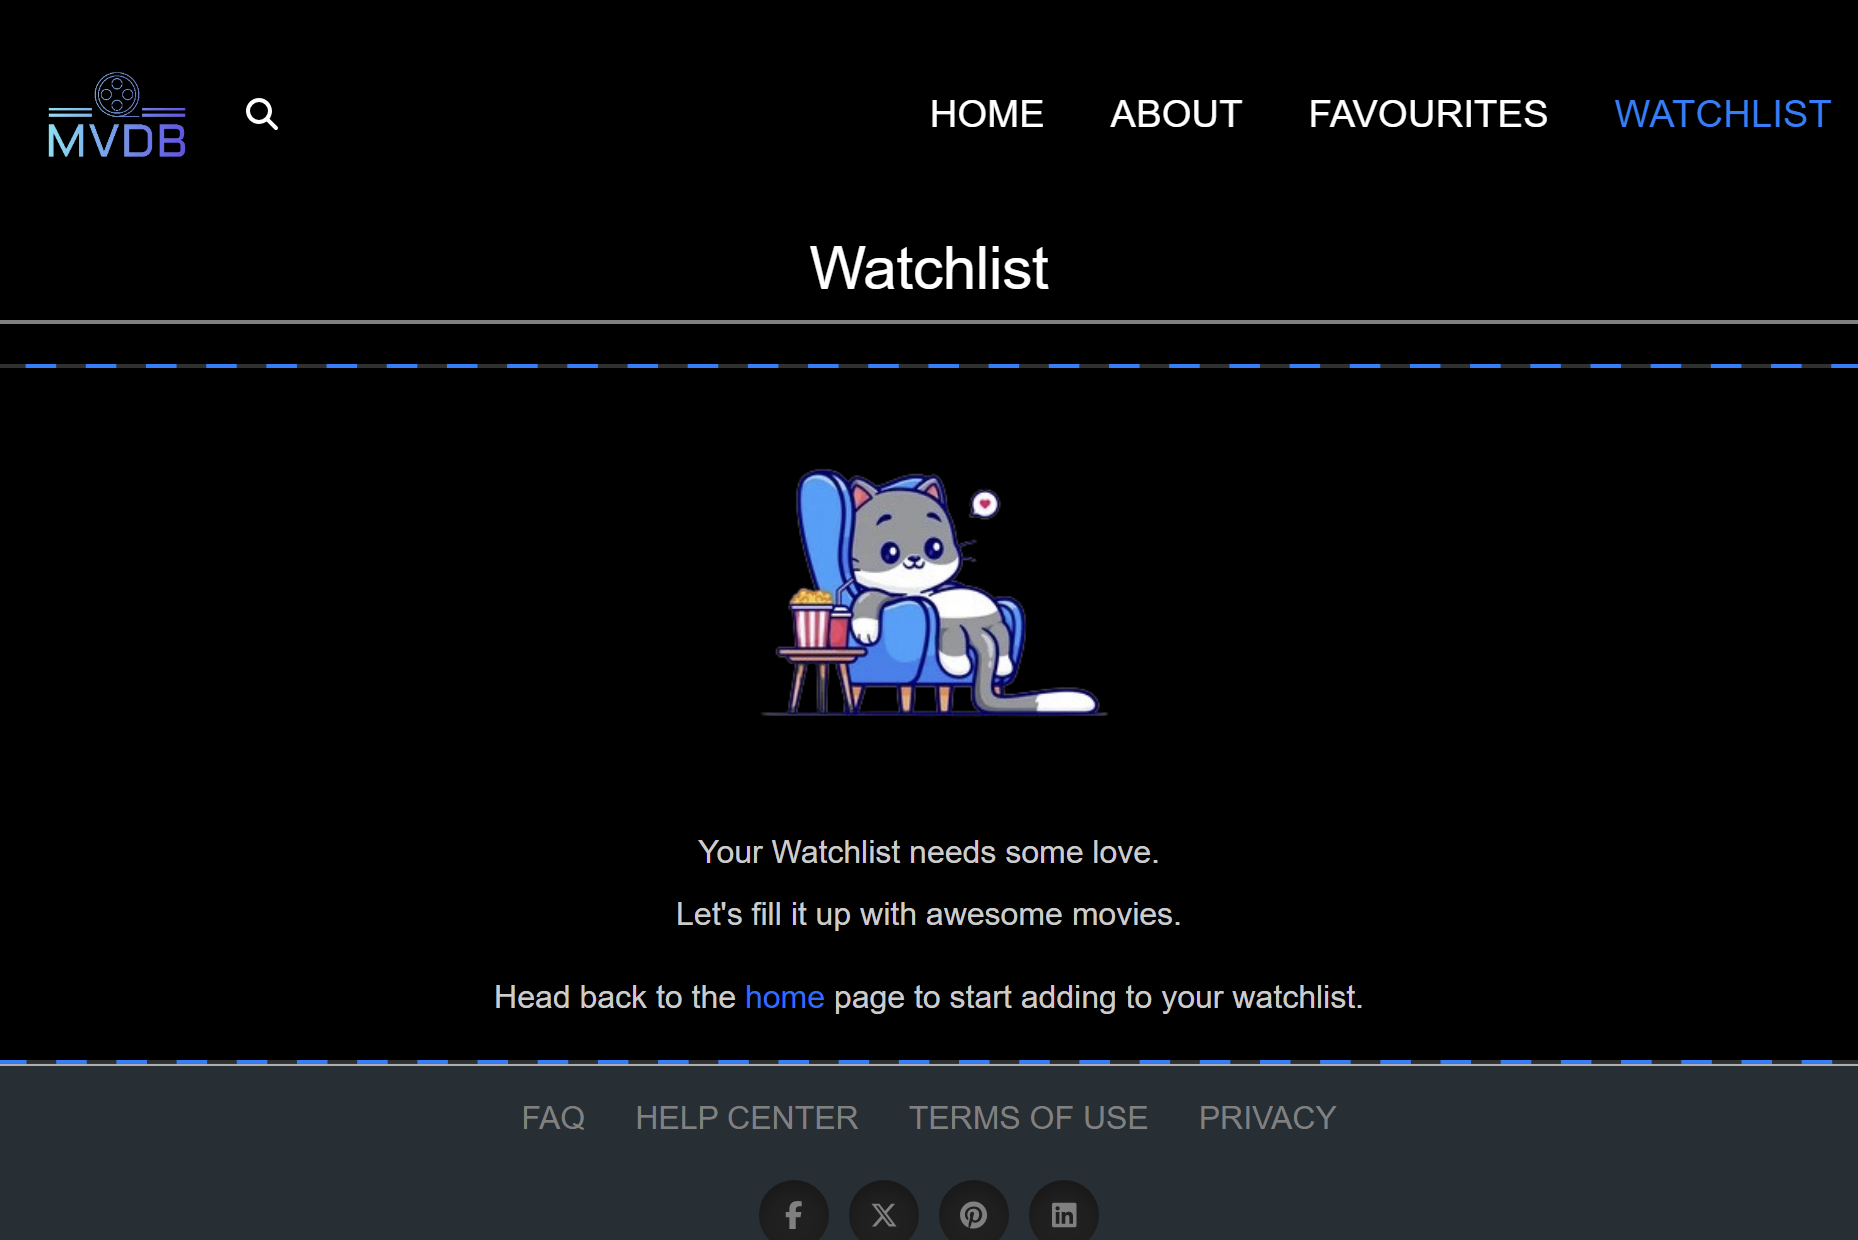 MVDB
HOME ABOUT FAVOURITES WATCHLIST
Watchlist
Your Watchlist needs some love.
Let's fill it up with awesome movies.
Head back to the home page to start adding to your watchlist.
FAQ HELP CENTER TERMS OF USE PRIVACY